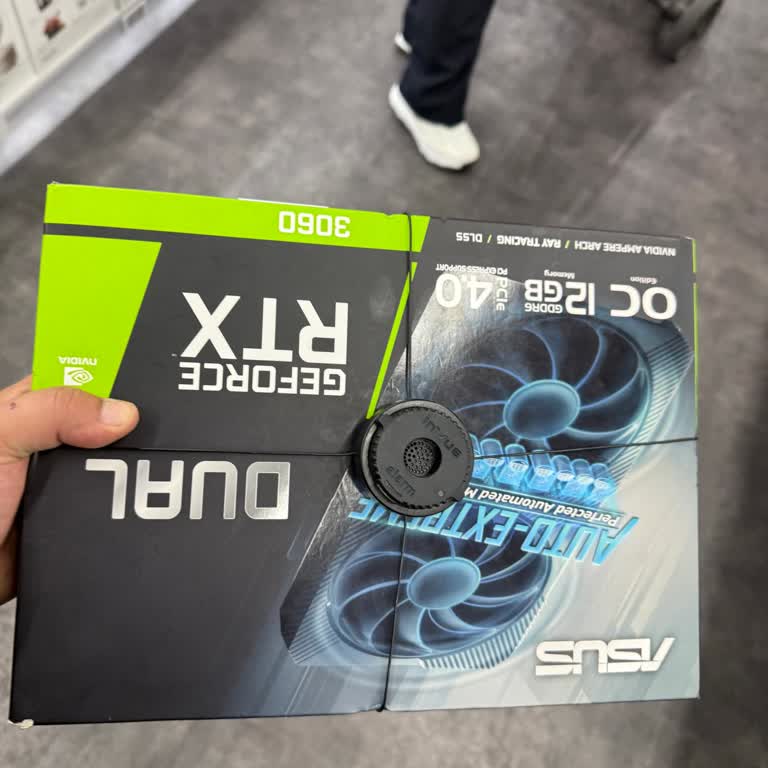 ASUS
AUTO-EXTREME
Perfected Automated
DUAL
GEFORCE
RTX
NVIDIA
OC
Edition
12GB
GDDR6
Memory
PCIE
4.0
PCI EXPRESS SUPPORT
NVIDIA AMPERE ARCH / RAY TRACING / DLSS
3060